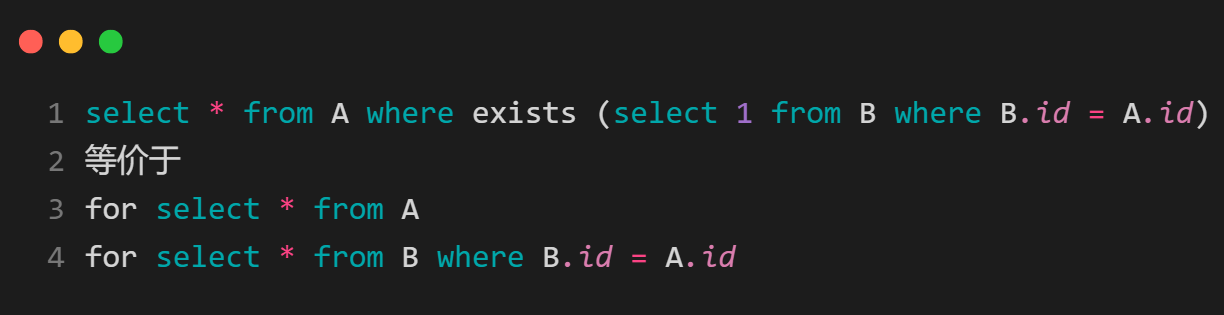 1 select * from A where exists (select 1 from B where B.id = A.id)
2 等价于
3 for select * from A
4 for select * from B where B.id = A.id